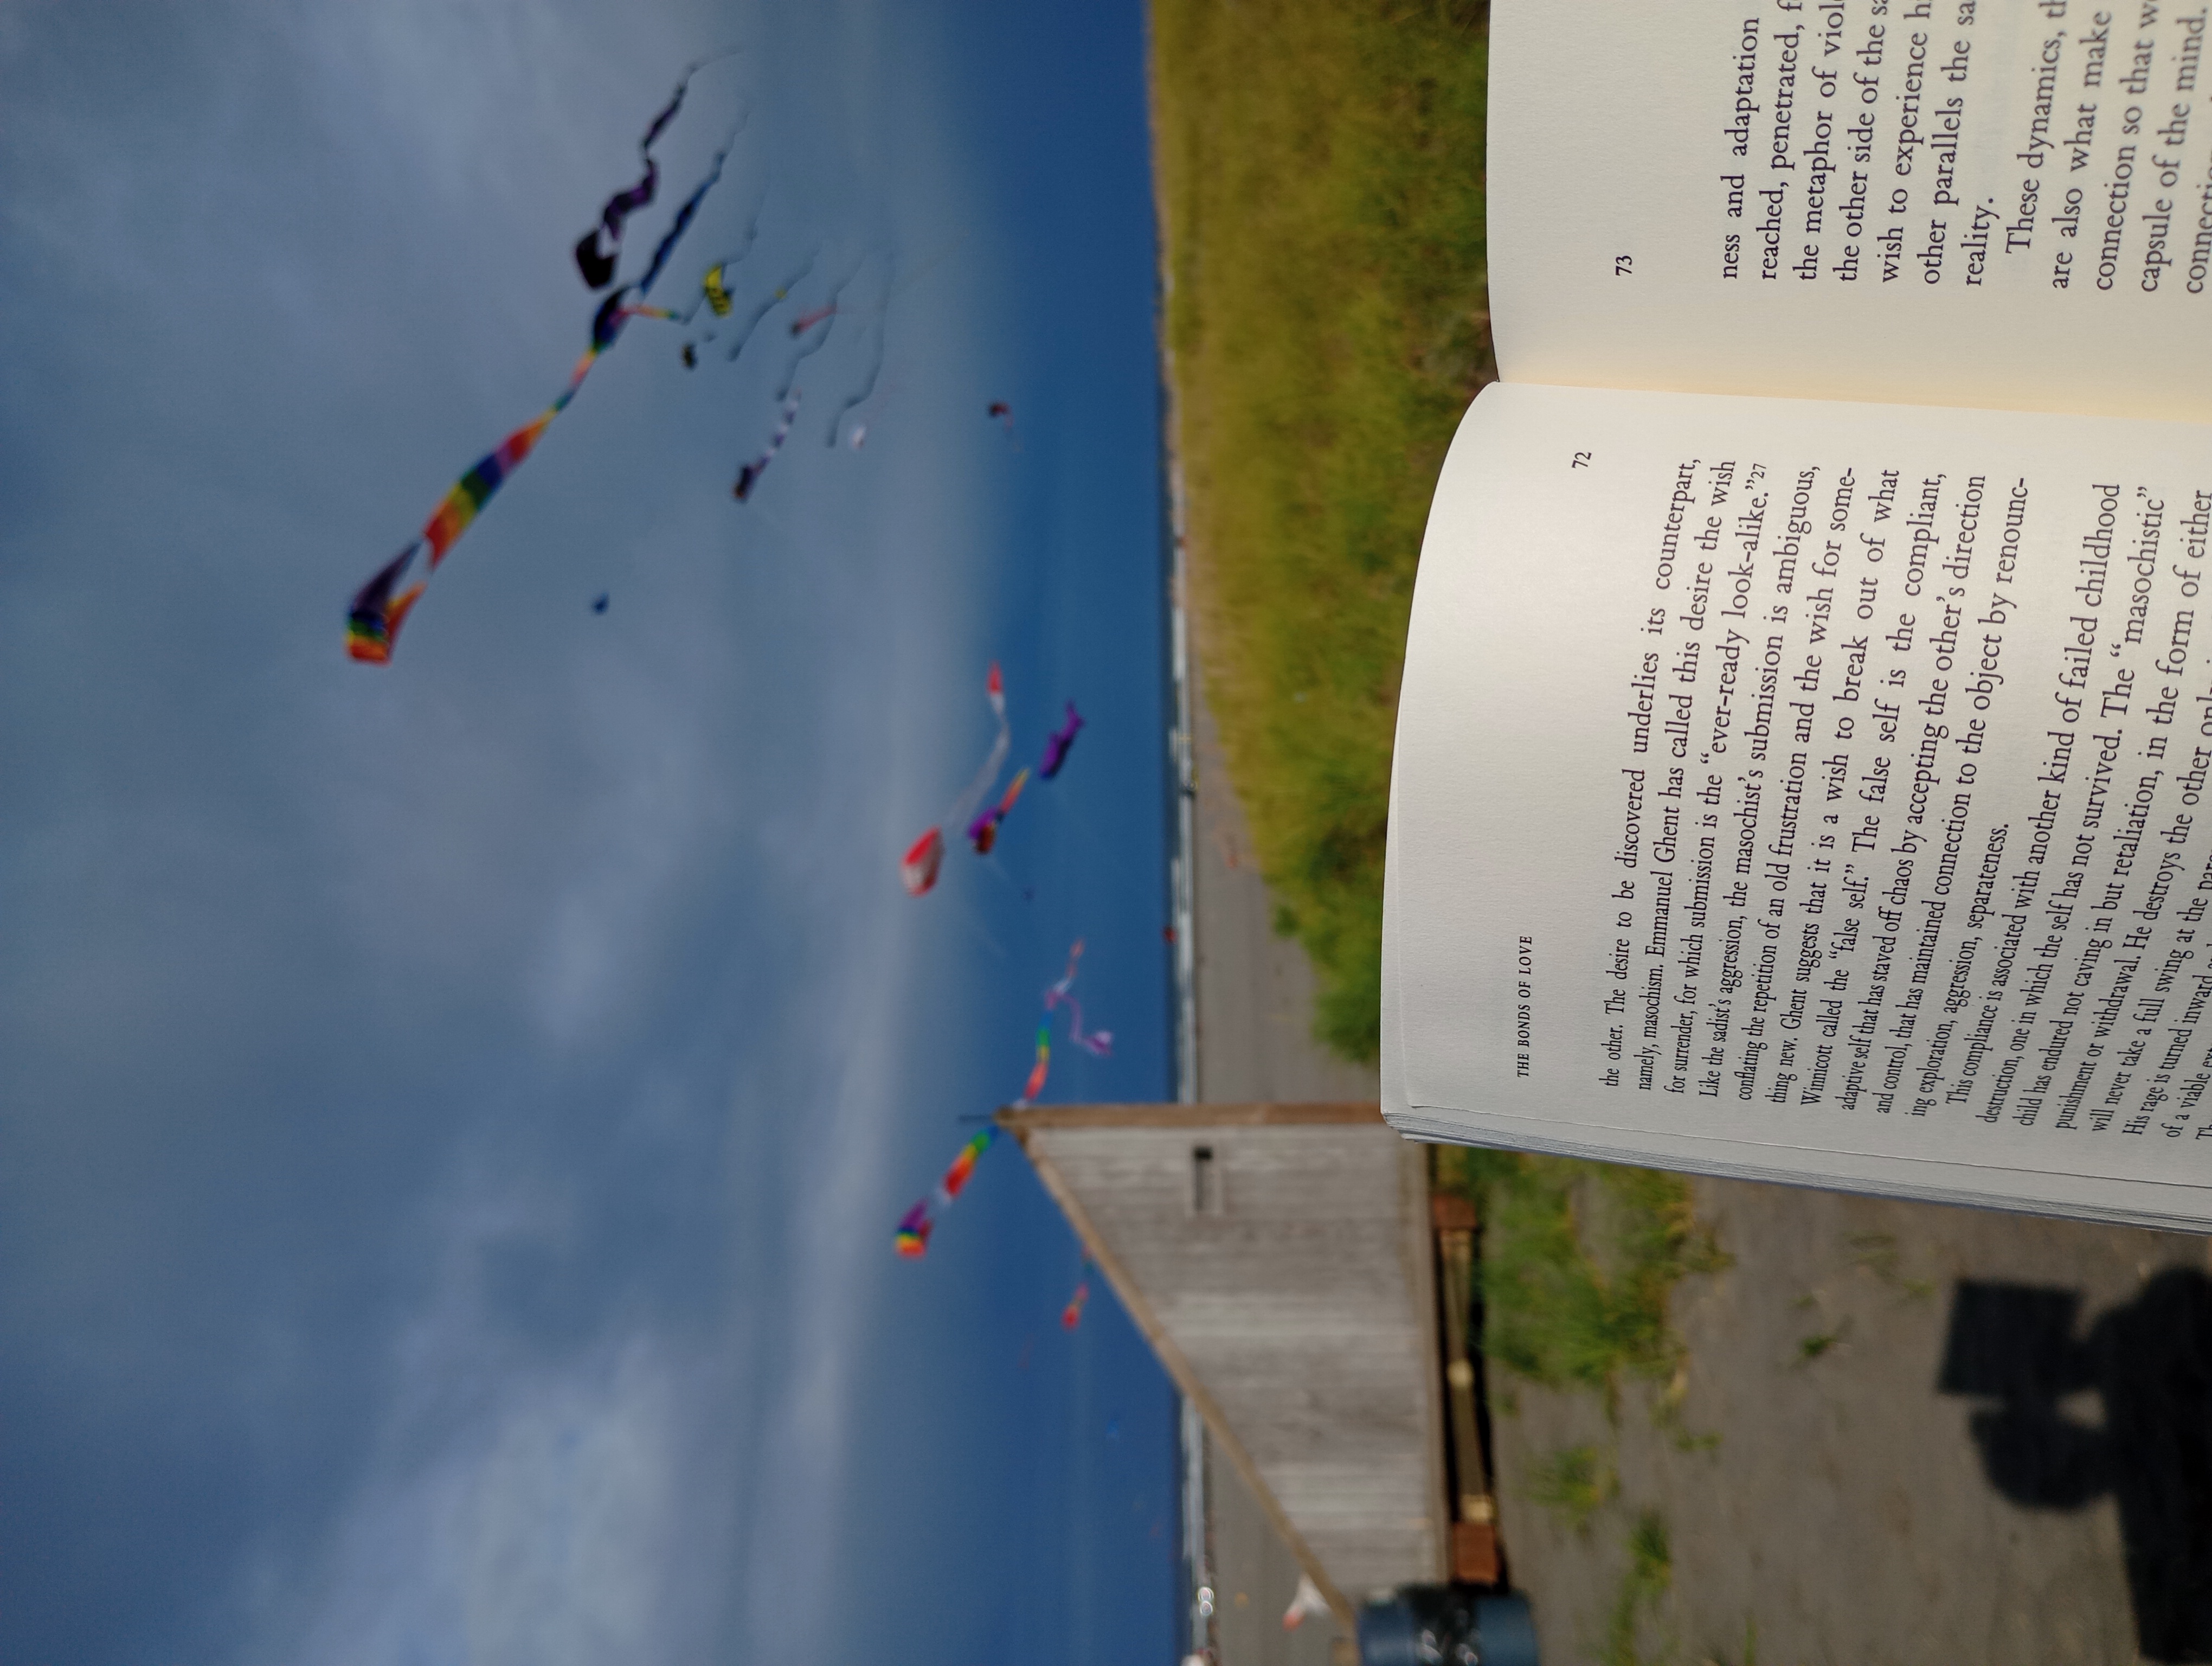 THE BONDS OF LOVE
72
the other. The desire to be discovered underlies its counterpart,
namely, masochism. Emmanuel Ghent has called this desire the wish
for surrender, for which submission is the “ever-ready look-alike.”27
Like the sadist’s aggression, the masochist’s submission is ambiguous,
conflating the repetition of an old frustration and the wish for some-
thing new. Ghent suggests that it is a wish to break out of what
Winnicott called the “false self.” The false self is the compliant,
adaptive self that has staved off chaos by accepting the other’s direction
and control, that has maintained connection to the object by renounc-
ing exploration, aggression, separateness.
This compliance is associated with another kind of failed childhood
destruction, one in which the self has not survived. The “masochistic”
child has endured not caving in but retaliation, in the form of either
punishment or withdrawal. He destroys the other only
will never take a full swing at the
His rage is turned inward
of a viable
73
ness and adaptation
reached, penetrated,
the metaphor of
the other side of the
wish to experience
other parallels the
reality.
These dynamics,
are also what make
connection so that
capsule of the mind.